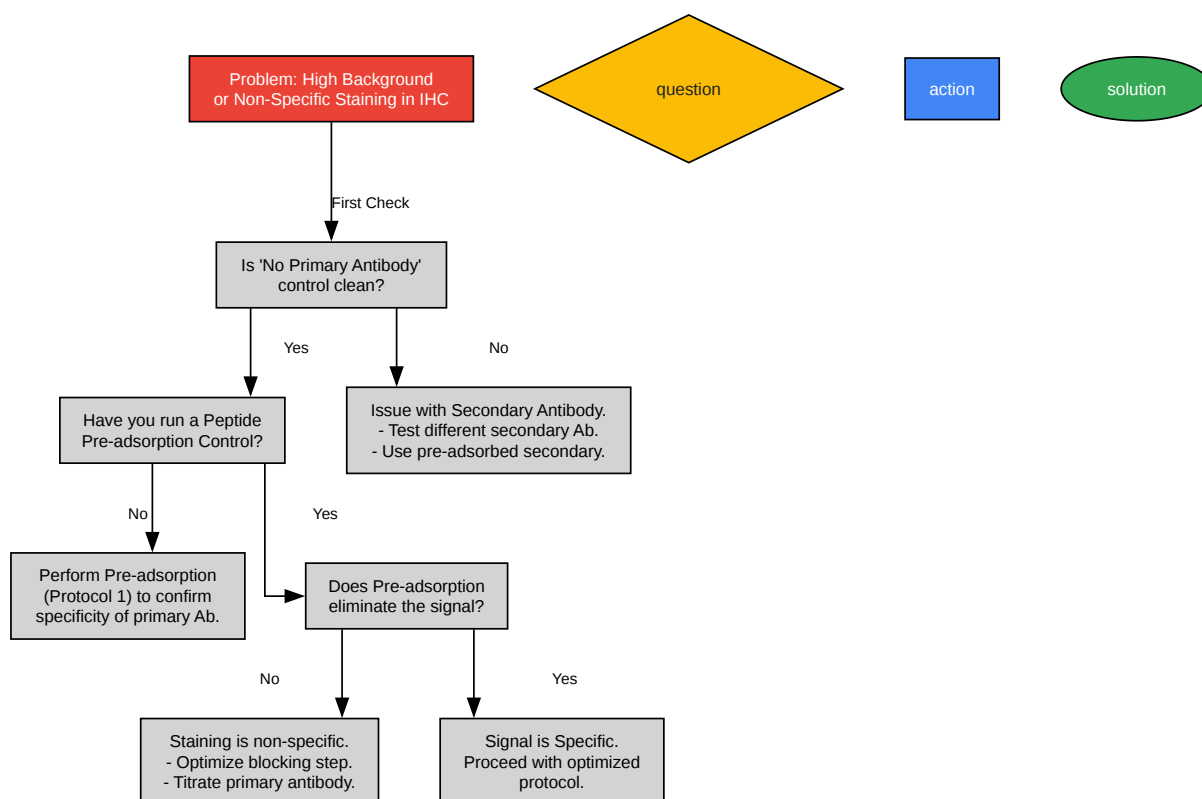 Problem: High Background
or Non-Specific Staining in IHC
question
action
solution
First Check
Is 'No Primary Antibody'
control clean?
Yes
No
Have you run a Peptide
Pre-adsorption Control?
Issue with Secondary Antibody.
- Test different secondary Ab.
- Use pre-adsorbed secondary.
No
Yes
Perform Pre-adsorption
(Protocol 1) to confirm
specificity of primary Ab.
Does Pre-adsorption
eliminate the signal?
No
Yes
Staining is non-specific.
- Optimize blocking step.
- Titrate primary antibody.
Signal is Specific.
Proceed with optimized
protocol.